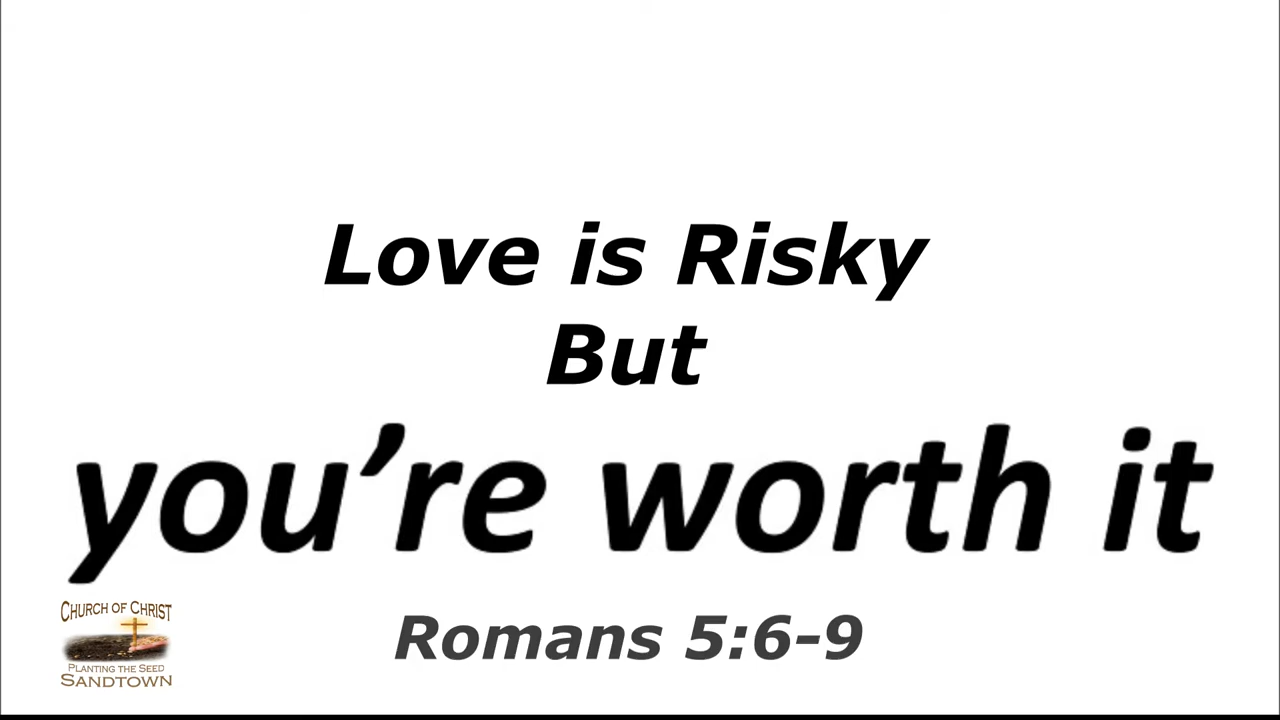 Love is Risky
But
you’re worth it
Romans 5:6-9
CHURCH OF CHRIST
PLANTING THE SEED
SANDTOWN